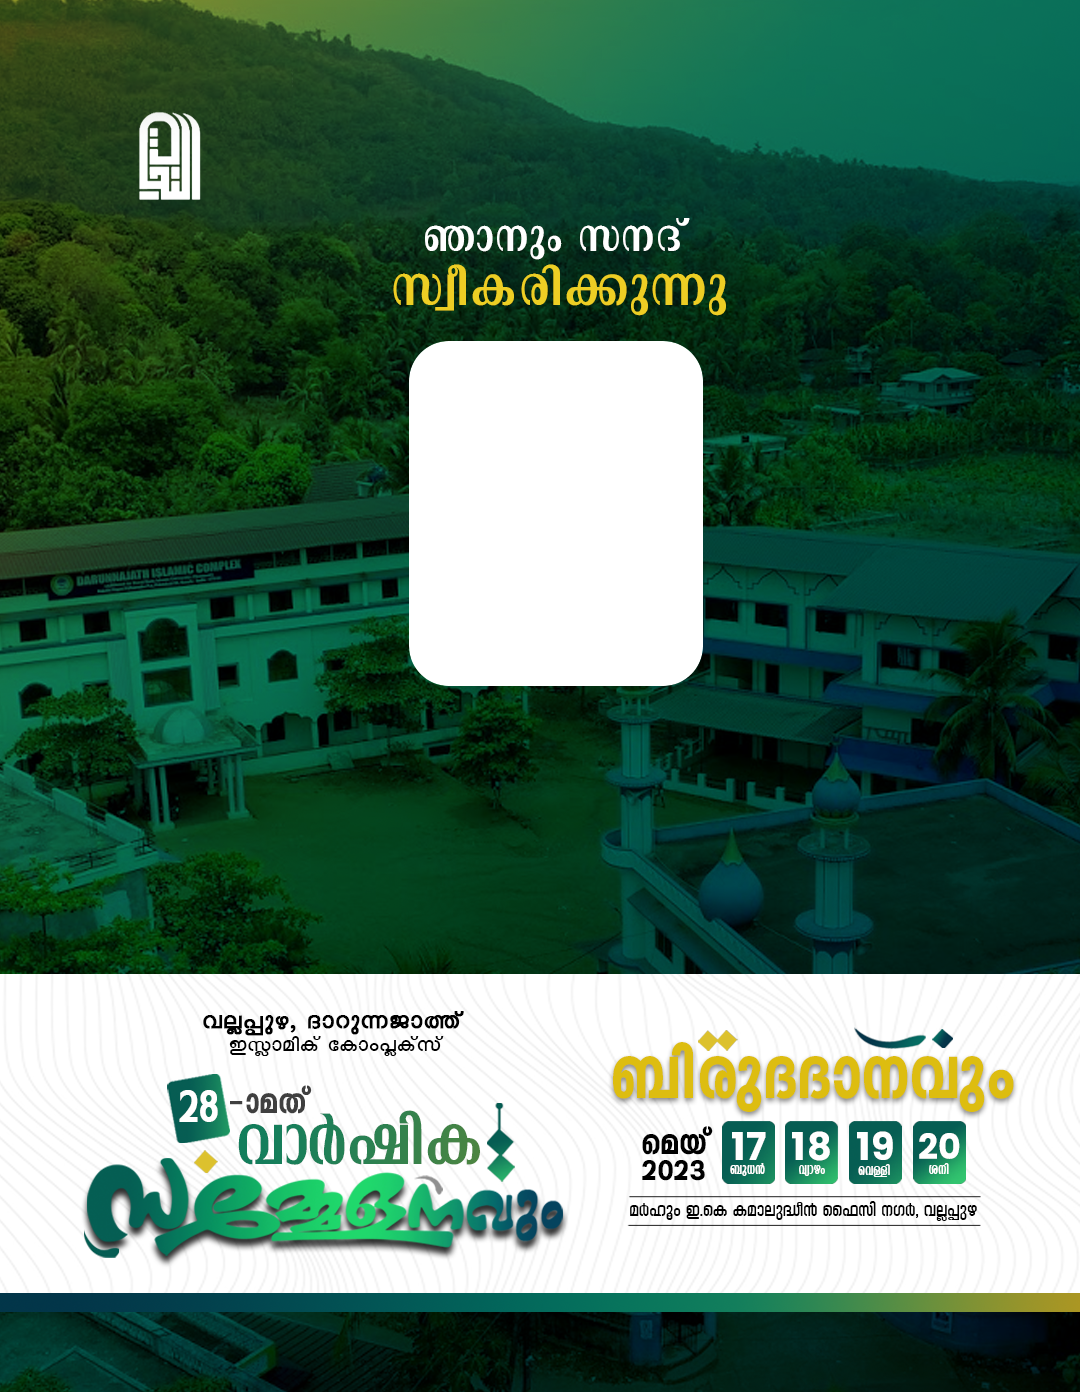 ഞാനും സനദ്
സ്വീകരിക്കുന്നു
DARUNNAJATH ISLAMIC COMPLEX
വല്ലപ്പുഴ, ദാറുന്നജാത്ത്
ഇസ്ലാമിക് കോംപ്ലക്സ്
28-ാമത്
വാർഷിക
സമ്മേളനവും
ബിരുദദാനവും
മെയ് 2023
17 ബുധൻ
18 വ്യാഴം
19 വെള്ളി
20 ശനി
മർഹൂം ഇ.കെ കമാലുദ്ധീൻ ഫൈസി നഗർ, വല്ലപ്പുഴ